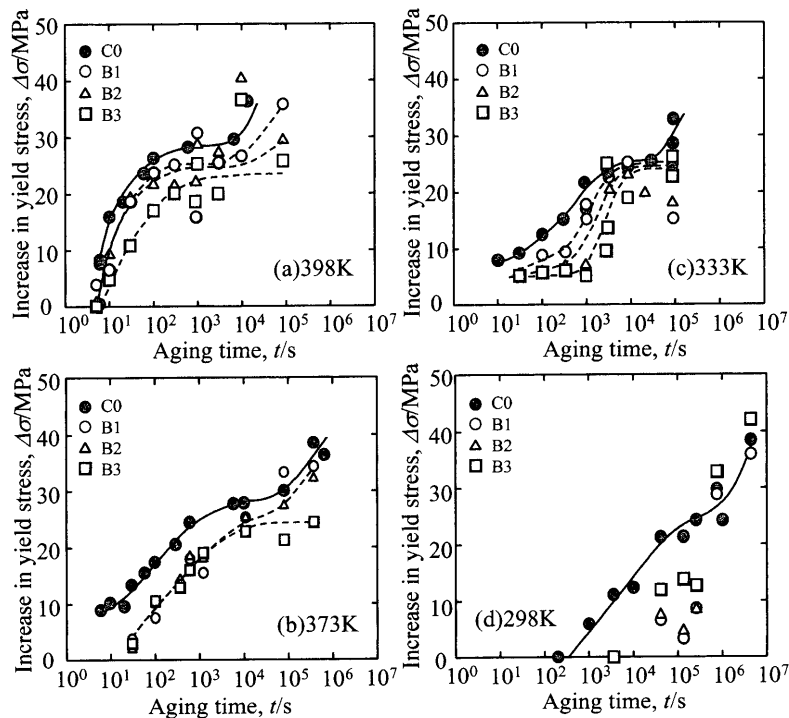 Increase in yield stress, Δσ/MPa
50
40
30
20
10
0
C0
B1
B2
B3
(a)398K
10⁰ 10¹ 10² 10³ 10⁴ 10⁵ 10⁶ 10⁷
Aging time, t/s
Increase in yield stress, Δσ/MPa
50
40
30
20
10
0
C0
B1
B2
B3
(c)333K
10⁰ 10¹ 10² 10³ 10⁴ 10⁵ 10⁶ 10⁷
Aging time, t/s
Increase in yield stress, Δσ/MPa
50
40
30
20
10
0
C0
B1
B2
B3
(b)373K
10⁰ 10¹ 10² 10³ 10⁴ 10⁵ 10⁶ 10⁷
Aging time, t/s
Increase in yield stress, Δσ/MPa
50
40
30
20
10
0
C0
B1
B2
B3
(d)298K
10⁰ 10¹ 10² 10³ 10⁴ 10⁵ 10⁶ 10⁷
Aging time, t/s